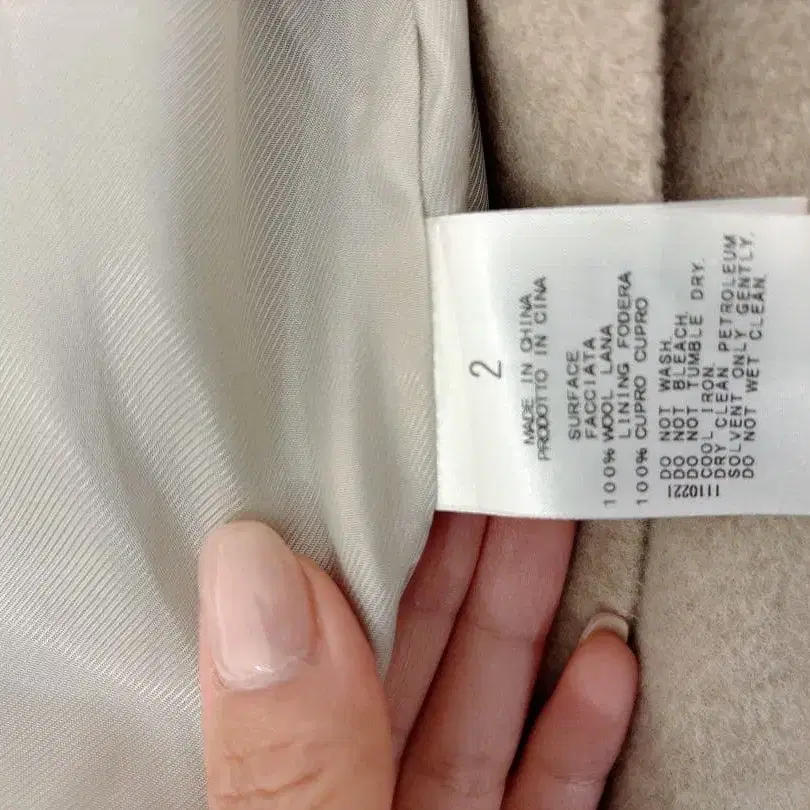 2
MADE IN CHINA
PRODOTTO IN CINA
SURFACE
FACCIATA
100% WOOL LANA
LINING FODERA
100% CUPRO CUPRO
DO NOT WASH.
DO NOT BLEACH.
DO NOT TUMBLE DRY.
COOL IRON.
DRY CLEAN PETROLEUM
SOLVENT ONLY GENTLY.
DO NOT WET CLEAN.
1110221